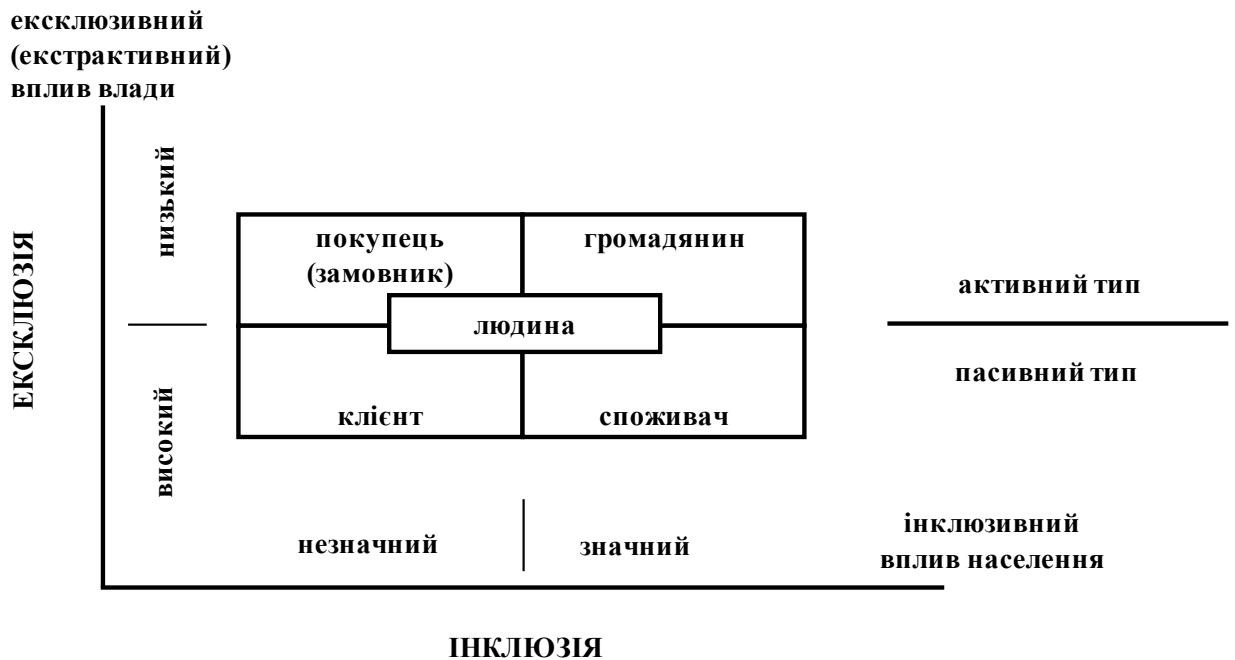 ексклюзивний
(екстрактивний)
вплив влади
ЕКСКЛЮЗІЯ
низький
високий
покупець
(замовник)
громадянин
людина
клієнт
споживач
активний тип
пасивний тип
незначний
значний
інклюзивний
вплив населення
ІНКЛЮЗІЯ